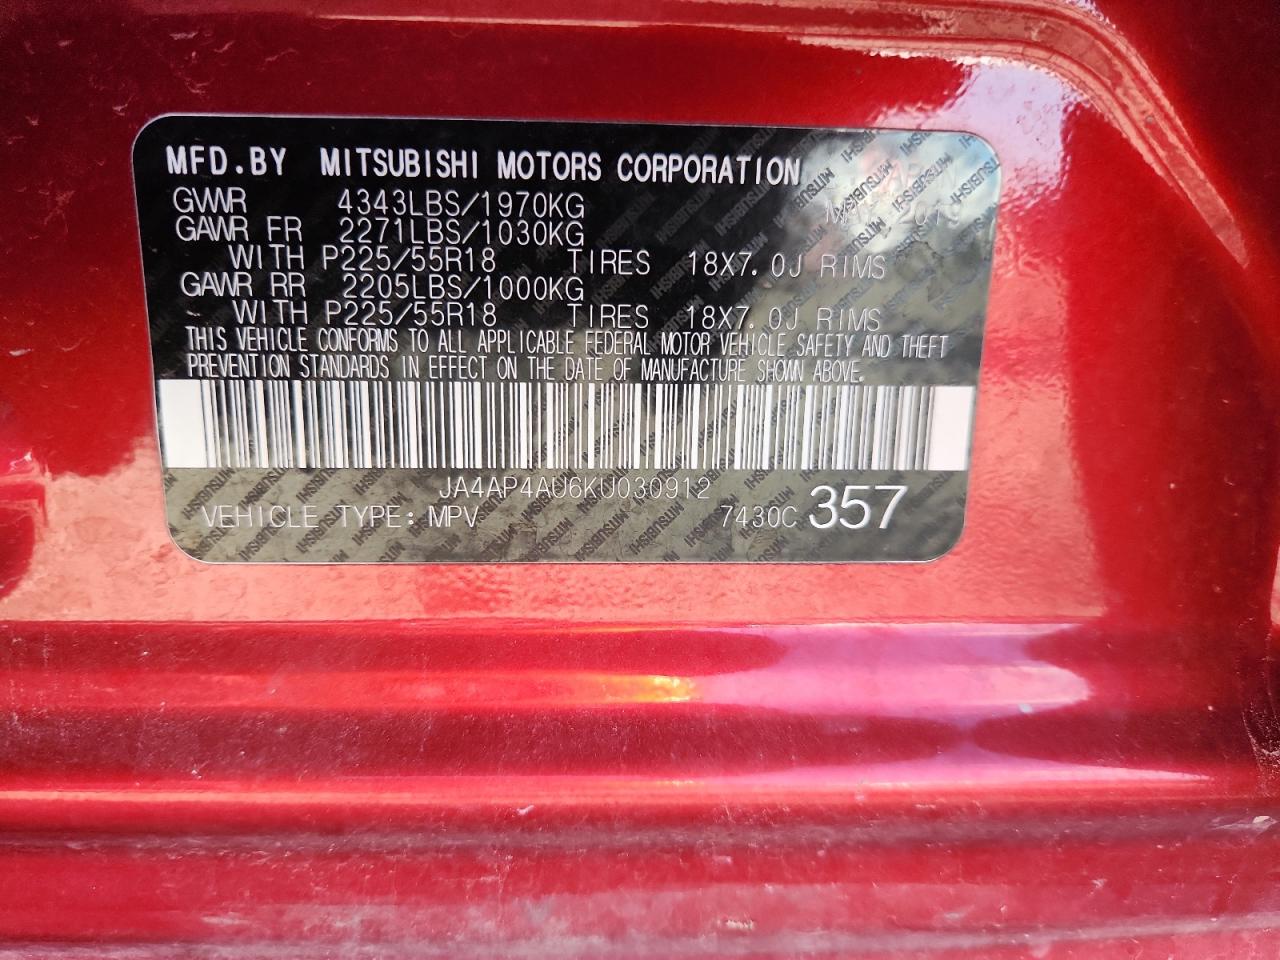 MFD.BY MITSUBISHI MOTORS CORPORATION JAPAN
GVWR 4343LBS/1970KG 2019
GAWR FR 2271LBS/1030KG
WITH P225/55R18 TIRES 18X7.0J RIMS
GAWR RR 2205LBS/1000KG
WITH P225/55R18 TIRES 18X7.0J RIMS
THIS VEHICLE CONFORMS TO ALL APPLICABLE FEDERAL MOTOR VEHICLE SAFETY AND THEFT
PREVENTION STANDARDS IN EFFECT ON THE DATE OF MANUFACTURE SHOWN ABOVE.
JA4AP4AU6KU030912
VEHICLE TYPE: MPV 7430C 357